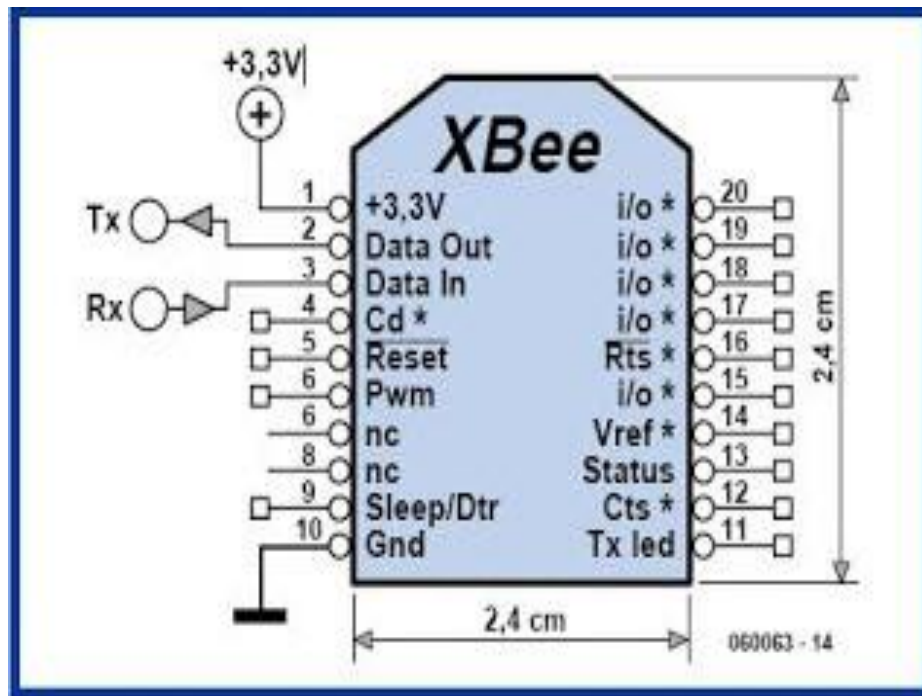 +3,3V
XBee
Tx
Rx
1 +3,3V
2 Data Out
3 Data In
4 Cd *
5 Reset
6 Pwm
6 nc
8 nc
9 Sleep/Dtr
10 Gnd
i/o * 20
i/o * 19
i/o * 18
i/o * 17
Rts * 16
i/o * 15
Vref * 14
Status 13
Cts * 12
Tx led 11
2,4 cm
2,4 cm
060063 - 14